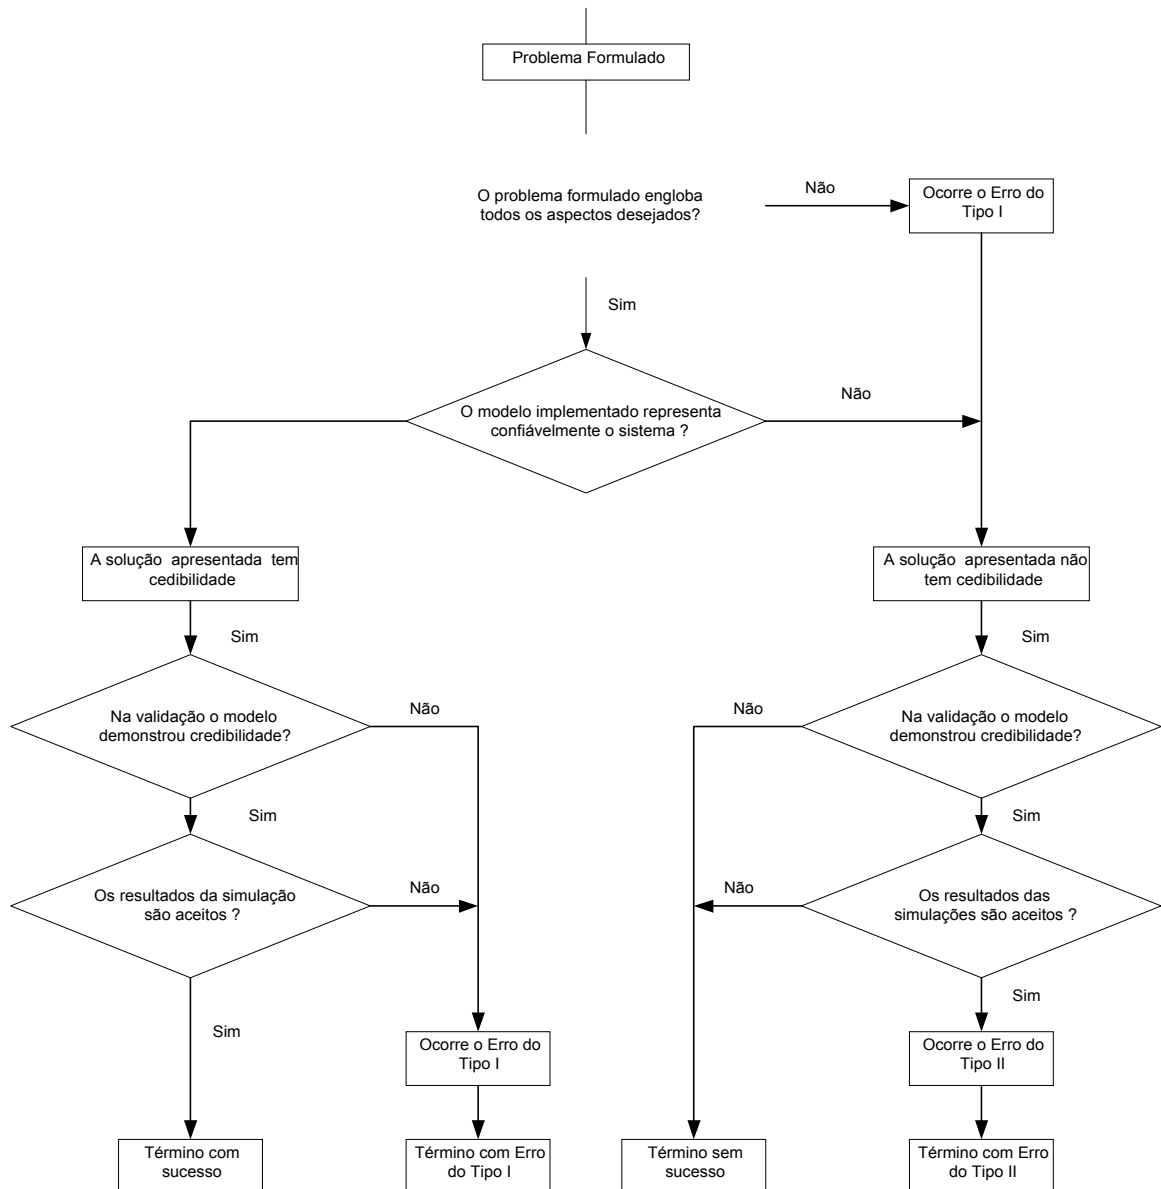 Problema Formulado
O problema formulado engloba
todos os aspectos desejados?
Não
Ocorre o Erro do
Tipo I
Sim
O modelo implementado representa
confiávelmente o sistema ?
Não
A solução apresentada tem
cedibilidade
A solução apresentada não
tem cedibilidade
Sim
Sim
Na validação o modelo
demonstrou credibilidade?
Não
Não
Na validação o modelo
demonstrou credibilidade?
Sim
Sim
Os resultados da simulação
são aceitos ?
Não
Não
Os resultados das
simulações são aceitos ?
Sim
Sim
Ocorre o Erro do
Tipo I
Ocorre o Erro do
Tipo II
Término com
sucesso
Término com Erro
do Tipo I
Término sem
sucesso
Término com Erro
do Tipo II